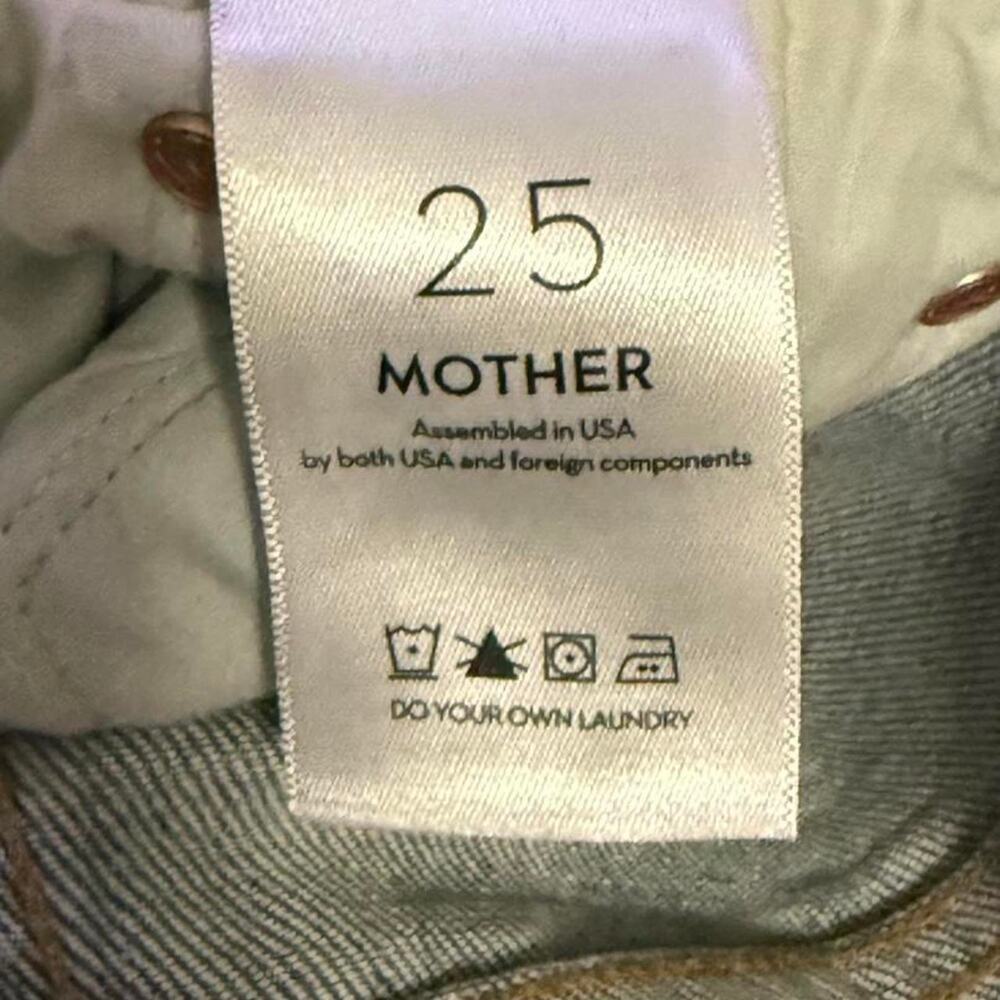 25
MOTHER
Assembled in USA
by both USA and foreign components
DO YOUR OWN LAUNDRY